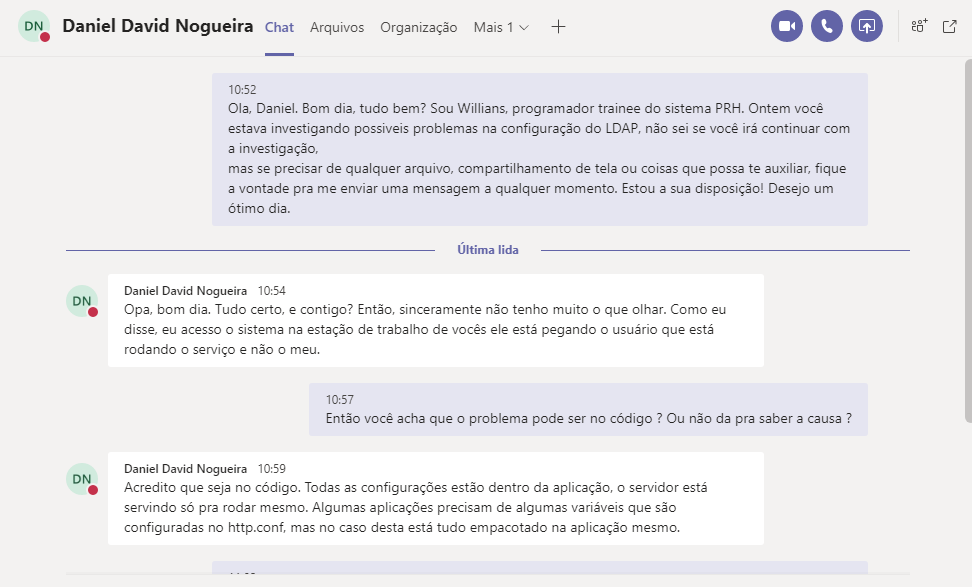 DN Daniel David Nogueira Chat Arquivos Organização Mais 1
10:52
Ola, Daniel. Bom dia, tudo bem? Sou Willians, programador trainee do sistema PRH. Ontem você
estava investigando possiveis problemas na configuração do LDAP, não sei se você irá continuar com
a investigação,
mas se precisar de qualquer arquivo, compartilhamento de tela ou coisas que possa te auxiliar, fique
a vontade pra me enviar uma mensagem a qualquer momento. Estou a sua disposição! Desejo um
ótimo dia.
Última lida
DN Daniel David Nogueira 10:54
Opa, bom dia. Tudo certo, e contigo? Então, sinceramente não tenho muito o que olhar. Como eu
disse, eu acesso o sistema na estação de trabalho de vocês ele está pegando o usuário que está
rodando o serviço e não o meu.
10:57
Então você acha que o problema pode ser no código ? Ou não da pra saber a causa ?
DN Daniel David Nogueira 10:59
Acredito que seja no código. Todas as configurações estão dentro da aplicação, o servidor está
servindo só pra rodar mesmo. Algumas aplicações precisam de algumas variáveis que são
configuradas no http.conf, mas no caso desta está tudo empacotado na aplicação mesmo.